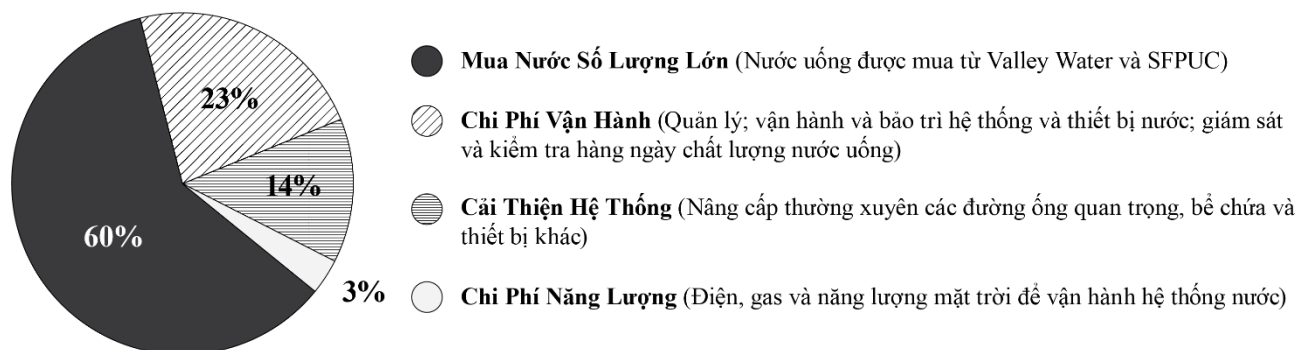 23%
14%
60%
3%
Mua Nước Số Lượng Lớn (Nước uống được mua từ Valley Water và SFPUC)
Chi Phí Vận Hành (Quản lý; vận hành và bảo trì hệ thống và thiết bị nước; giám sát
và kiểm tra hàng ngày chất lượng nước uống)
Cải Thiện Hệ Thống (Nâng cấp thường xuyên các đường ống quan trọng, bể chứa và
thiết bị khác)
Chi Phí Năng Lượng (Điện, gas và năng lượng mặt trời để vận hành hệ thống nước)